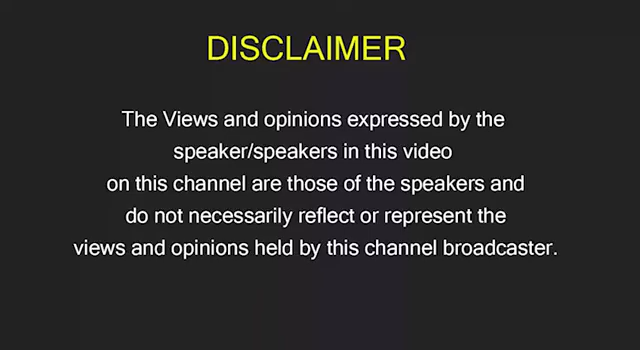 DISCLAIMER
The Views and opinions expressed by the
speaker/speakers in this video
on this channel are those of the speakers and
do not necessarily reflect or represent the
views and opinions held by this channel broadcaster.